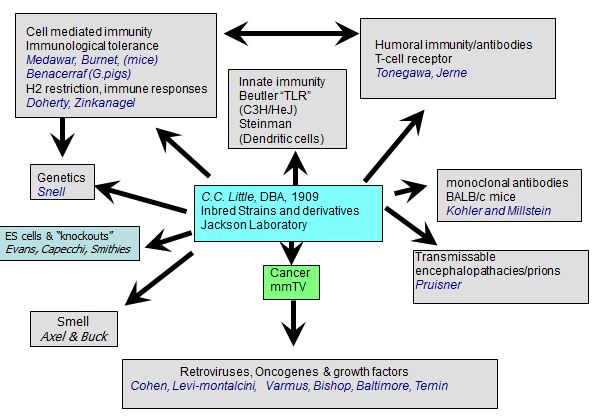 Cell mediated immunity
Immunological tolerance
Medawar, Burnet, (mice)
Benacerraf (G.pigs)
H2 restriction, immune responses
Doherty, Zinkanagel
Humoral immunity/antibodies
T-cell receptor
Tonegawa, Jerne
Innate immunity
Beutler “TLR”
(C3H/HeJ)
Steinman
(Dendritic cells)
Genetics
Snell
C.C. Little, DBA, 1909
Inbred Strains and derivatives
Jackson Laboratory
monoclonal antibodies
BALB/c mice
Kohler and Millstein
ES cells & “knockouts”
Evans, Capecchi, Smithies
Transmissable
encephalopathacies/prions
Pruisner
Cancer
mmTV
Smell
Axel & Buck
Retroviruses, Oncogenes & growth factors
Cohen, Levi-montalcini, Varmus, Bishop, Baltimore, Temin